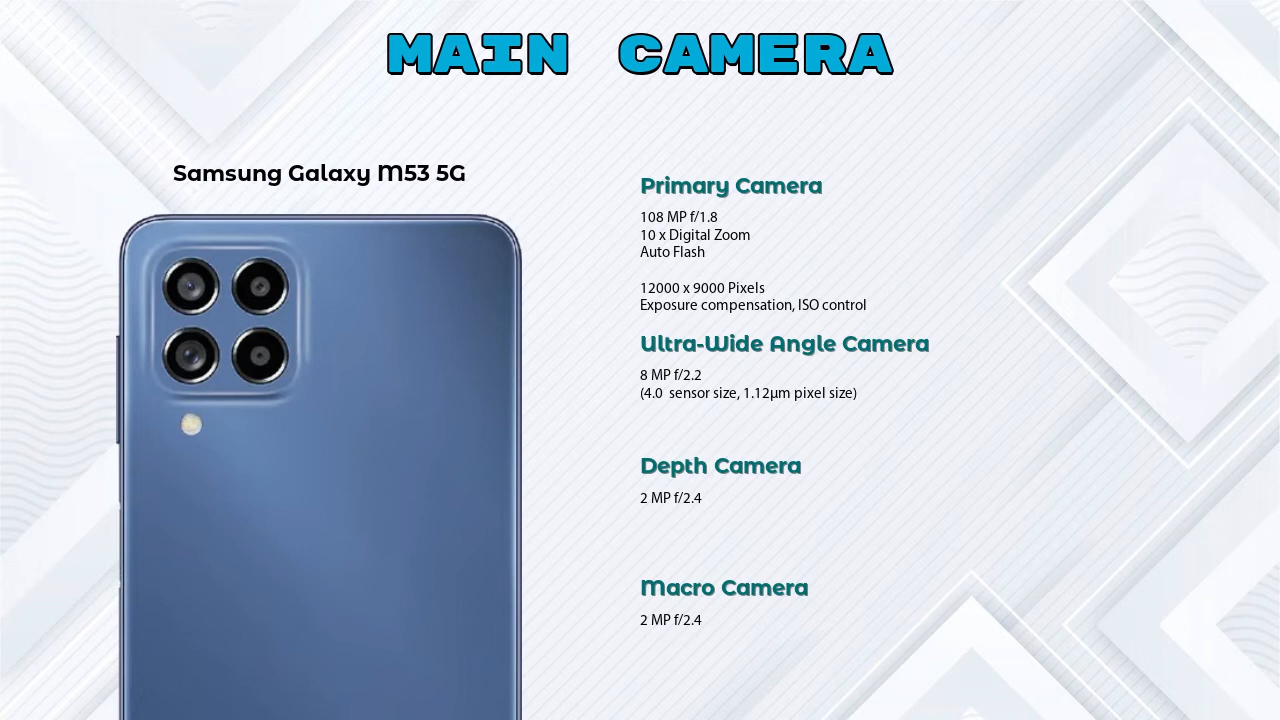 MAIN CAMERA
Samsung Galaxy M53 5G
Primary Camera
108 MP f/1.8
10 x Digital Zoom
Auto Flash
12000 x 9000 Pixels
Exposure compensation, ISO control
Ultra-Wide Angle Camera
8 MP f/2.2
(4.0  sensor size, 1.12µm pixel size)
Depth Camera
2 MP f/2.4
Macro Camera
2 MP f/2.4